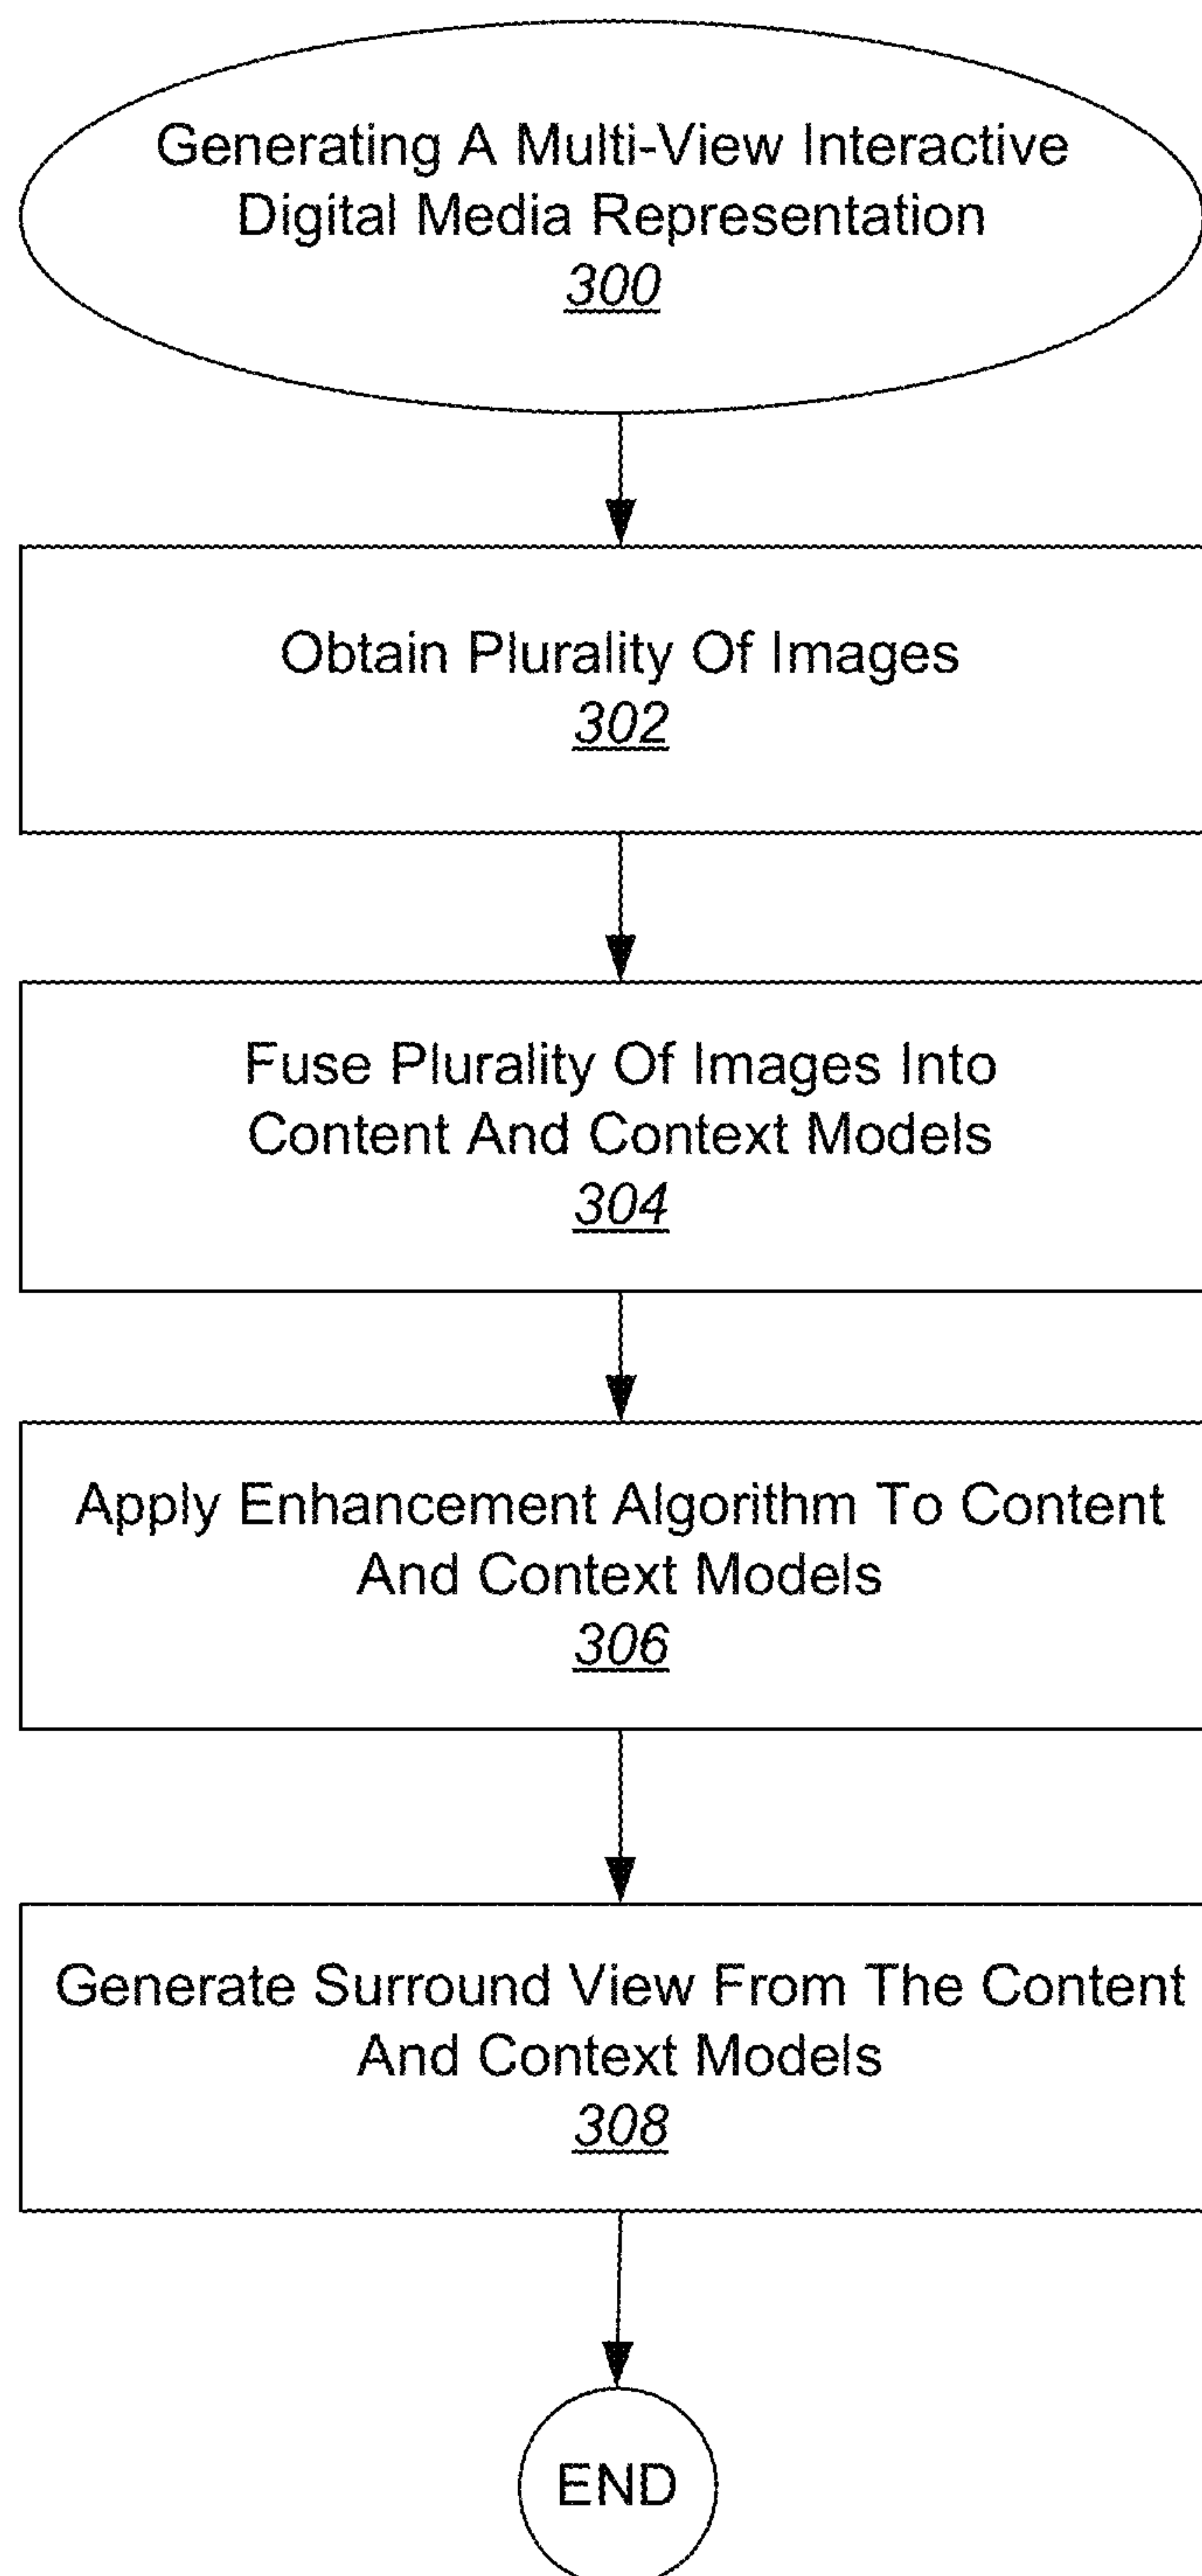 Generating A Multi-View Interactive
Digital Media Representation
300
Obtain Plurality Of Images
302
Fuse Plurality Of Images Into
Content And Context Models
304
Apply Enhancement Algorithm To Content
And Context Models
306
Generate Surround View From The Content
And Context Models
308
END